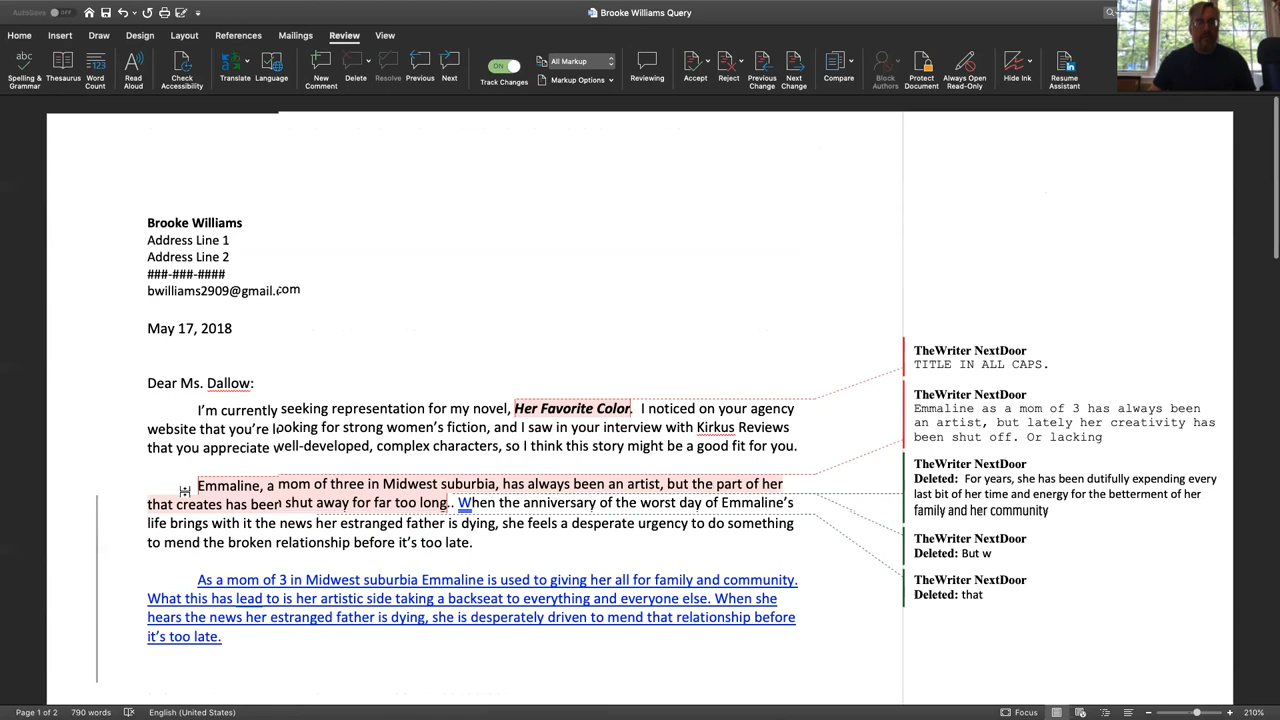 AutoSave OFF
Brooke Williams Query
Home Insert Draw Design Layout References Mailings Review View
Spelling & Grammar
Thesaurus
Word Count
Read Aloud
Check Accessibility
Translate
Language
New Comment
Delete
Resolve
Previous
Next
ON
Track Changes
All Markup
Markup Options
Reviewing
Accept
Reject
Previous Change
Next Change
Compare
Block Authors
Protect Document
Always Open Read-Only
Hide Ink
Resume Assistant
Brooke Williams
Address Line 1
Address Line 2
###-###-####
bwilliams2909@gmail.com
May 17, 2018
Dear Ms. Dallow:
I'm currently seeking representation for my novel, Her Favorite Color. I noticed on your agency
website that you're looking for strong women's fiction, and I saw in your interview with Kirkus Reviews
that you appreciate well-developed, complex characters, so I think this story might be a good fit for you.
Emmaline, a mom of three in Midwest suburbia, has always been an artist, but the part of her
that creates has been shut away for far too long.. When the anniversary of the worst day of Emmaline's
life brings with it the news her estranged father is dying, she feels a desperate urgency to do something
to mend the broken relationship before it's too late.
As a mom of 3 in Midwest suburbia Emmaline is used to giving her all for family and community.
What this has lead to is her artistic side taking a backseat to everything and everyone else. When she
hears the news her estranged father is dying, she is desperately driven to mend that relationship before
it's too late.
TheWriter NextDoor
TITLE IN ALL CAPS.
TheWriter NextDoor
Emmaline as a mom of 3 has always been
an artist, but lately her creativity has
been shut off. Or lacking
TheWriter NextDoor
Deleted: For years, she has been dutifully expending every
last bit of her time and energy for the betterment of her
family and her community
TheWriter NextDoor
Deleted: But w
TheWriter NextDoor
Deleted: that
Page 1 of 2 790 words English (United States) Focus 210%